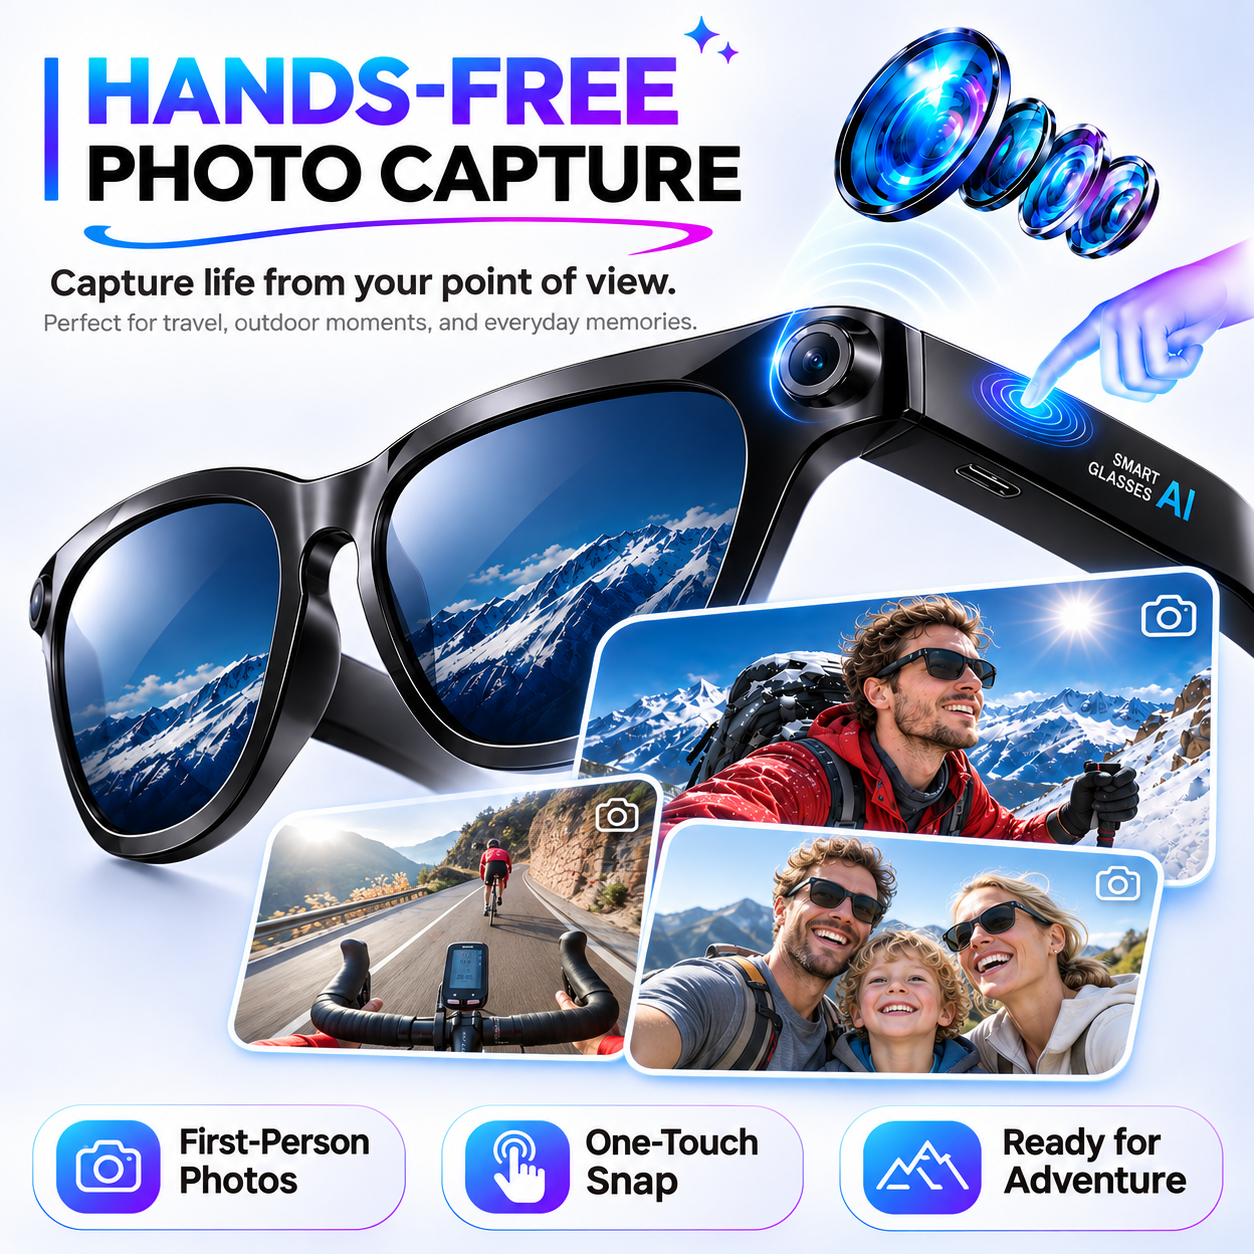 HANDS-FREE
PHOTO CAPTURE
Capture life from your point of view.
Perfect for travel, outdoor moments, and everyday memories.
SMART
GLASSES AI
First-Person
Photos
One-Touch
Snap
Ready for
Adventure